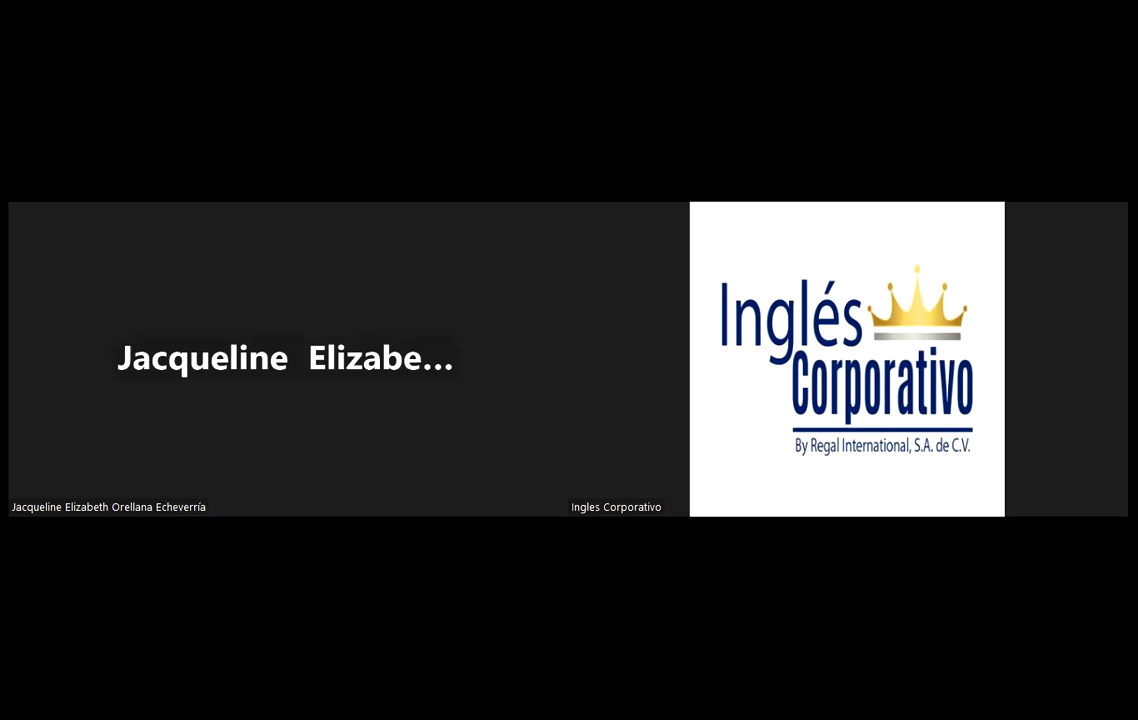 Jacqueline Elizabe...
Jacqueline Elizabeth Orellana Echeverría
Inglés
Corporativo
By Regal International, S.A. de C.V.
Ingles Corporativo